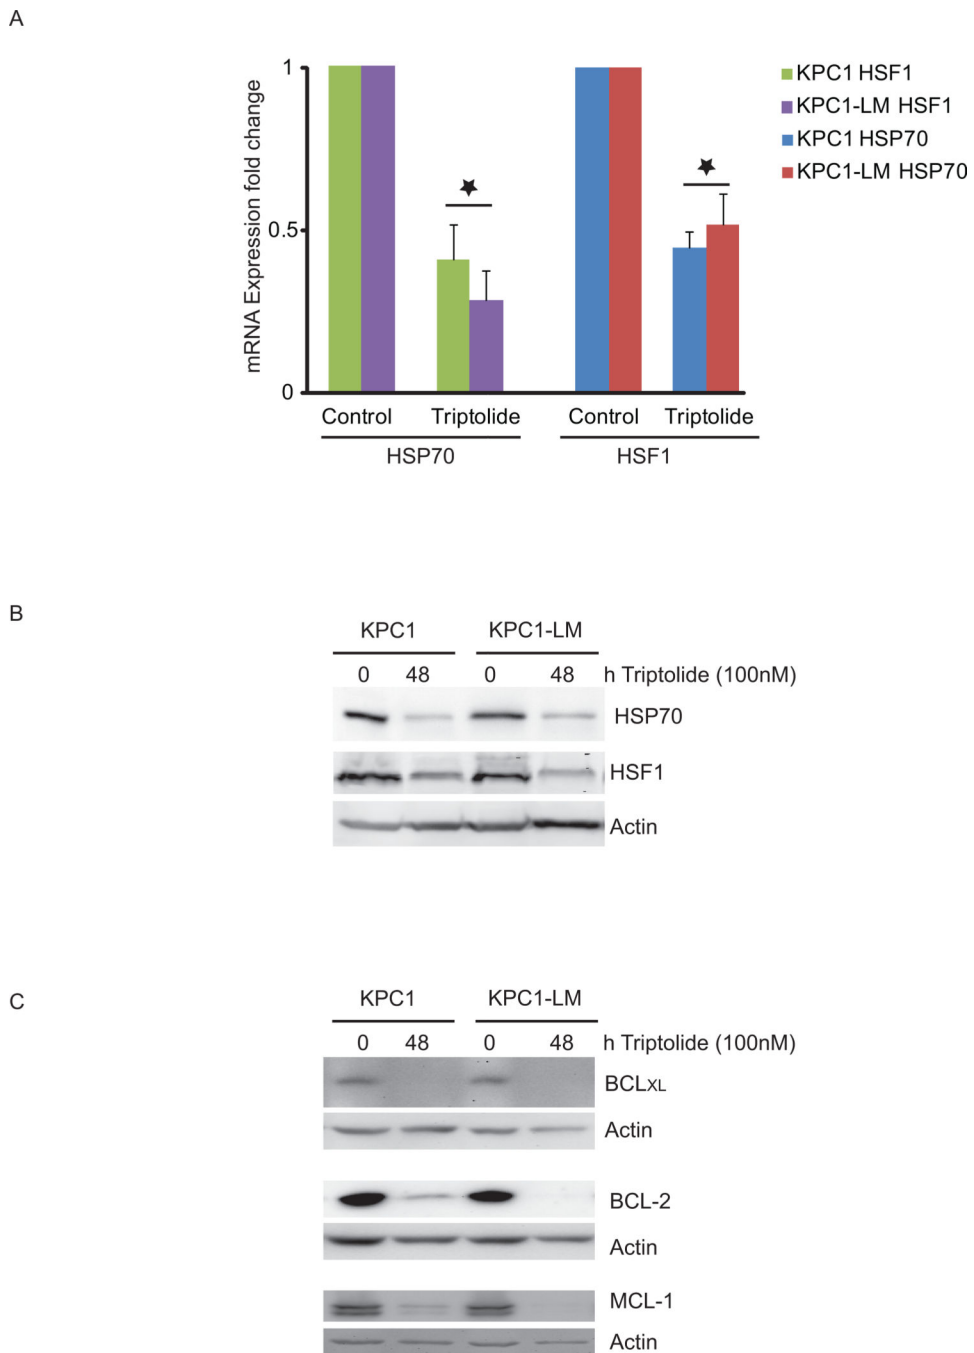 A
mRNA Expression fold change
1
0.5
0
KPC1 HSF1
KPC1-LM HSF1
KPC1 HSP70
KPC1-LM HSP70
Control Triptolide Control Triptolide
HSP70 HSF1
B
KPC1 KPC1-LM
0 48 0 48 h Triptolide (100nM)
HSP70
HSF1
Actin
C
KPC1 KPC1-LM
0 48 0 48 h Triptolide (100nM)
BCLXL
Actin
BCL-2
Actin
MCL-1
Actin